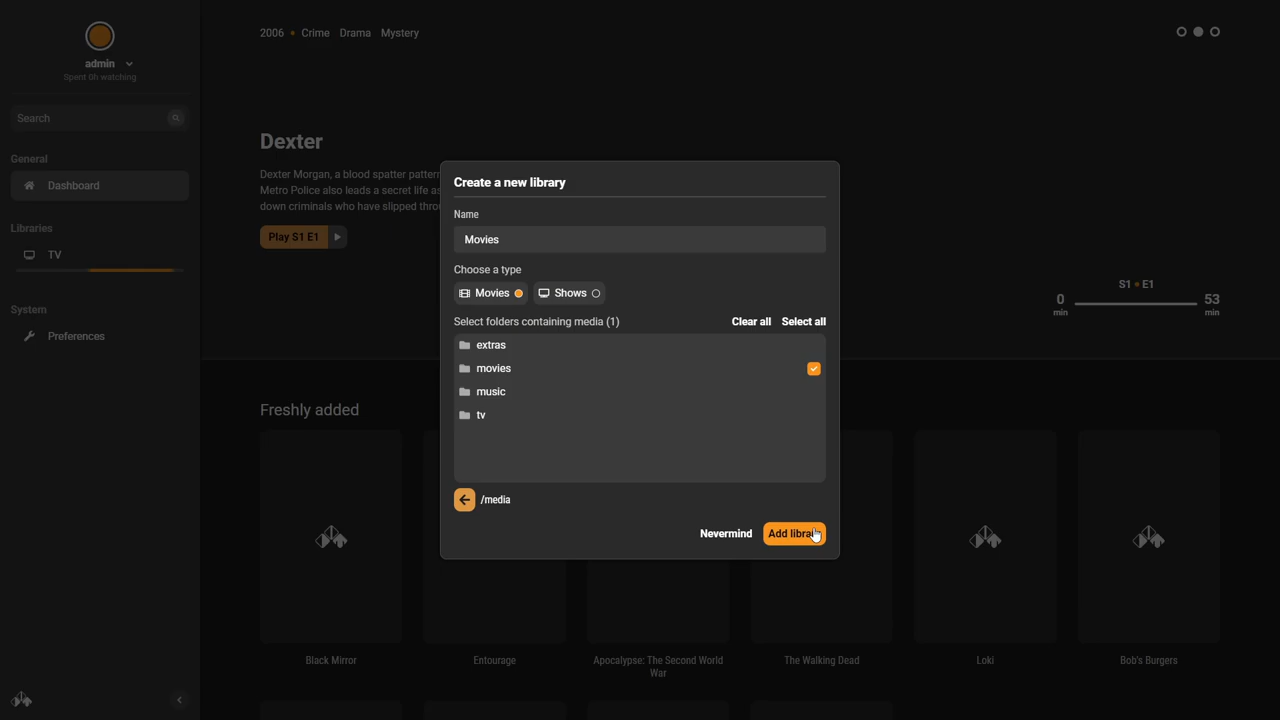 admin
Spent 0h watching
Search
General
Dashboard
Libraries
TV
System
Preferences
2006 • Crime Drama Mystery
Dexter
Dexter Morgan, a blood spatter pattern
Metro Police also leads a secret life as
down criminals who have slipped
Play S1 E1
S1 • E1
0
min
53
min
Create a new library
Name
Movies
Choose a type
Movies
Shows
Select folders containing media (1)
Clear all
Select all
extras
movies
music
tv
/media
Nevermind
Add
Freshly added
Black Mirror
Entourage
Apocalypse: The Second World
War
The Walking Dead
Loki
Bob's Burgers